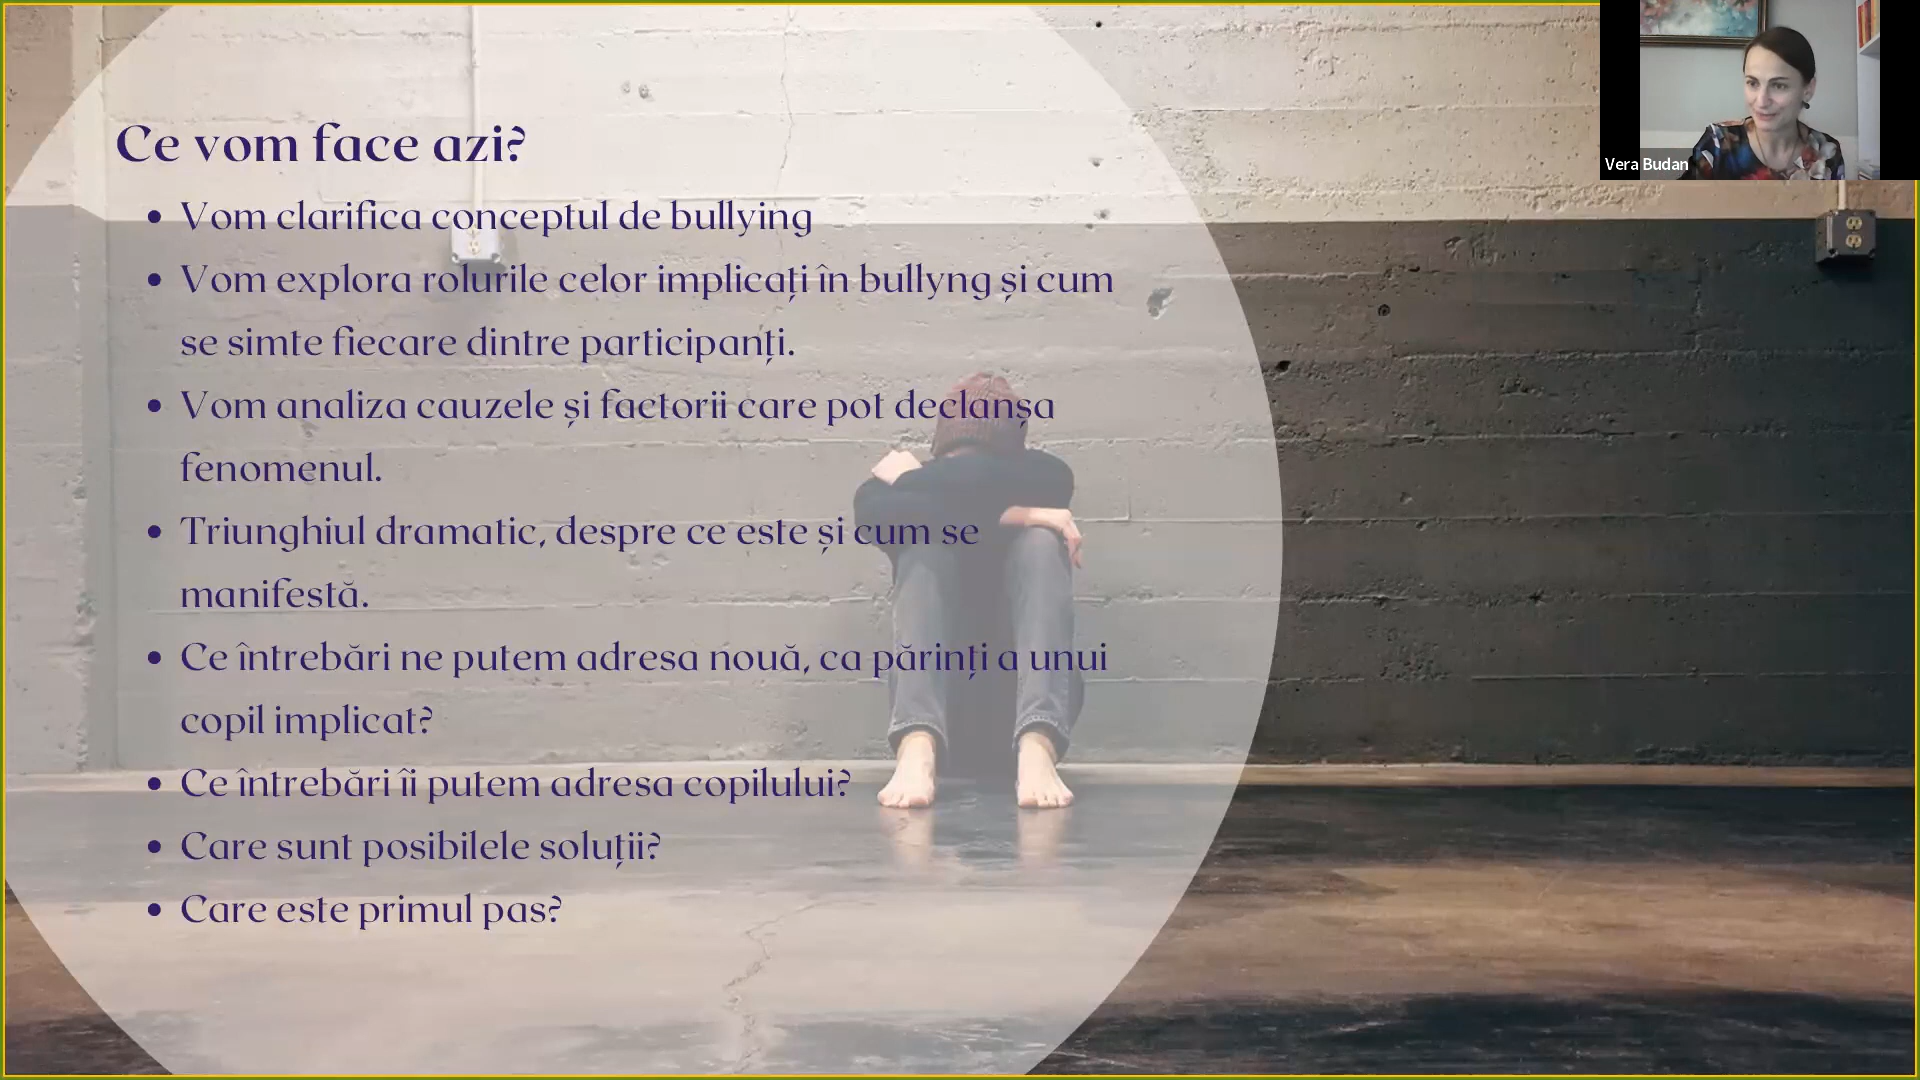 Ce vom face azi?
• Vom clarifica conceptul de bullying
• Vom explora rolurile celor implicați în bullyng și cum
se simte fiecare dintre participanți.
• Vom analiza cauzele și factorii care pot declanșa
fenomenul.
• Triunghiul dramatic, despre ce este și cum se
manifestă.
• Ce întrebări ne putem adresa nouă, ca părinți a unui
copil implicat?
• Ce întrebări îi putem adresa copilului?
• Care sunt posibilele soluții?
• Care este primul pas?
Vera Budan